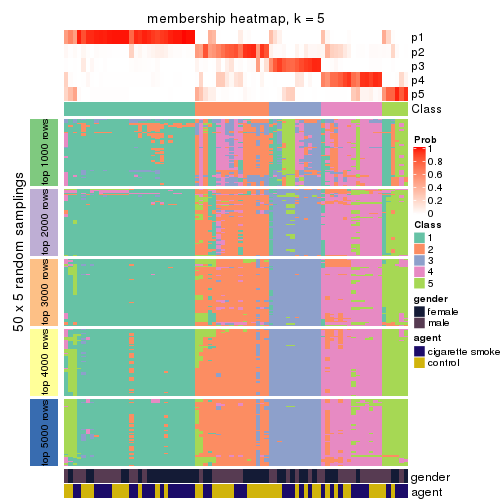 membership heatmap, k = 5
p1
p2
p3
p4
p5
Class
50 x 5 random samplings
top 1000 rows
top 2000 rows
top 3000 rows
top 4000 rows
top 5000 rows
Prob
1
0.8
0.6
0.4
0.2
0
Class
1
2
3
4
5
gender
female
male
agent
cigarette smoke
control
gender
agent